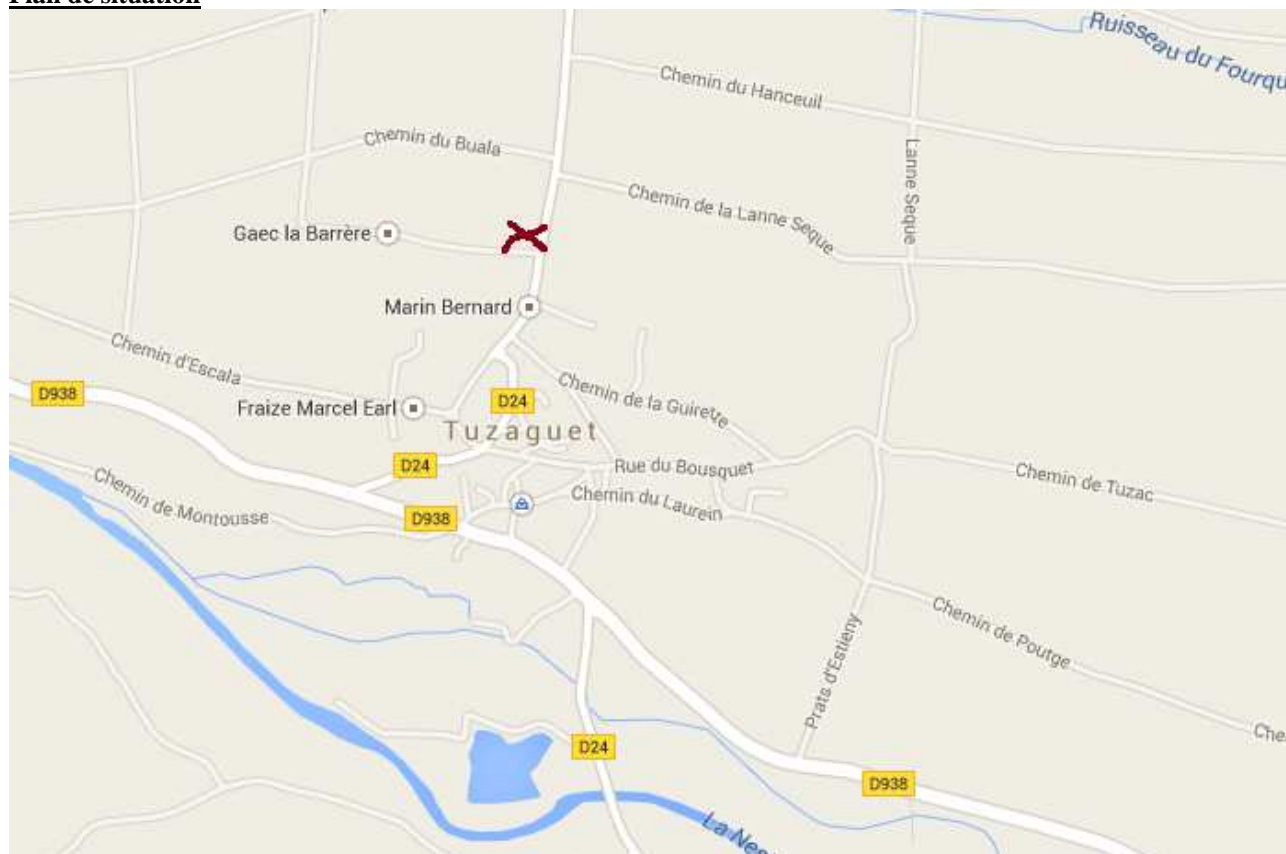 Plan de situation
Ruisseau du Fourqu
Chemin du Hanceuil
Chemin du Buala
Lanne Seque
Chemin de la Lanne Seque
Gaec la Barrère
Marin Bernard
Chemin d'Escala
D938
Chemin de la Guirette
Fraize Marcel Earl
D24
Tuzaguet
D24
Rue du Bousquet
Chemin de Tuzac
Chemin de Montousse
Chemin du Laurein
D938
Chemin de Poutge
Prats d'Estieny
Che
D24
D938
La Nes